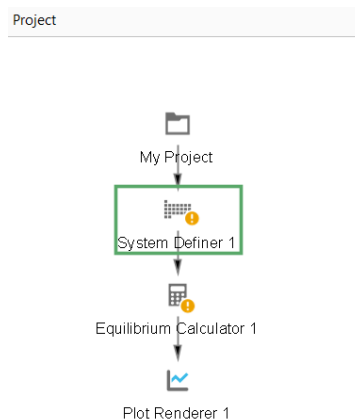 Project
My Project
System Definer 1
Equilibrium Calculator 1
Plot Renderer 1